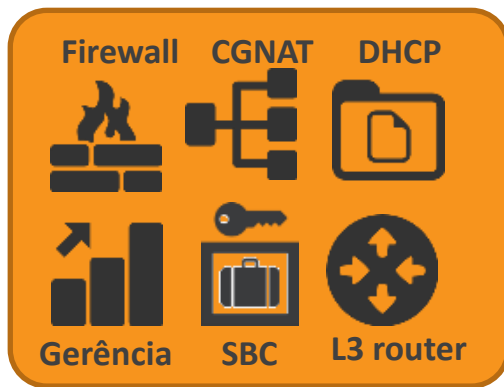 Firewall CGNAT DHCP
Gerência SBC L3 router